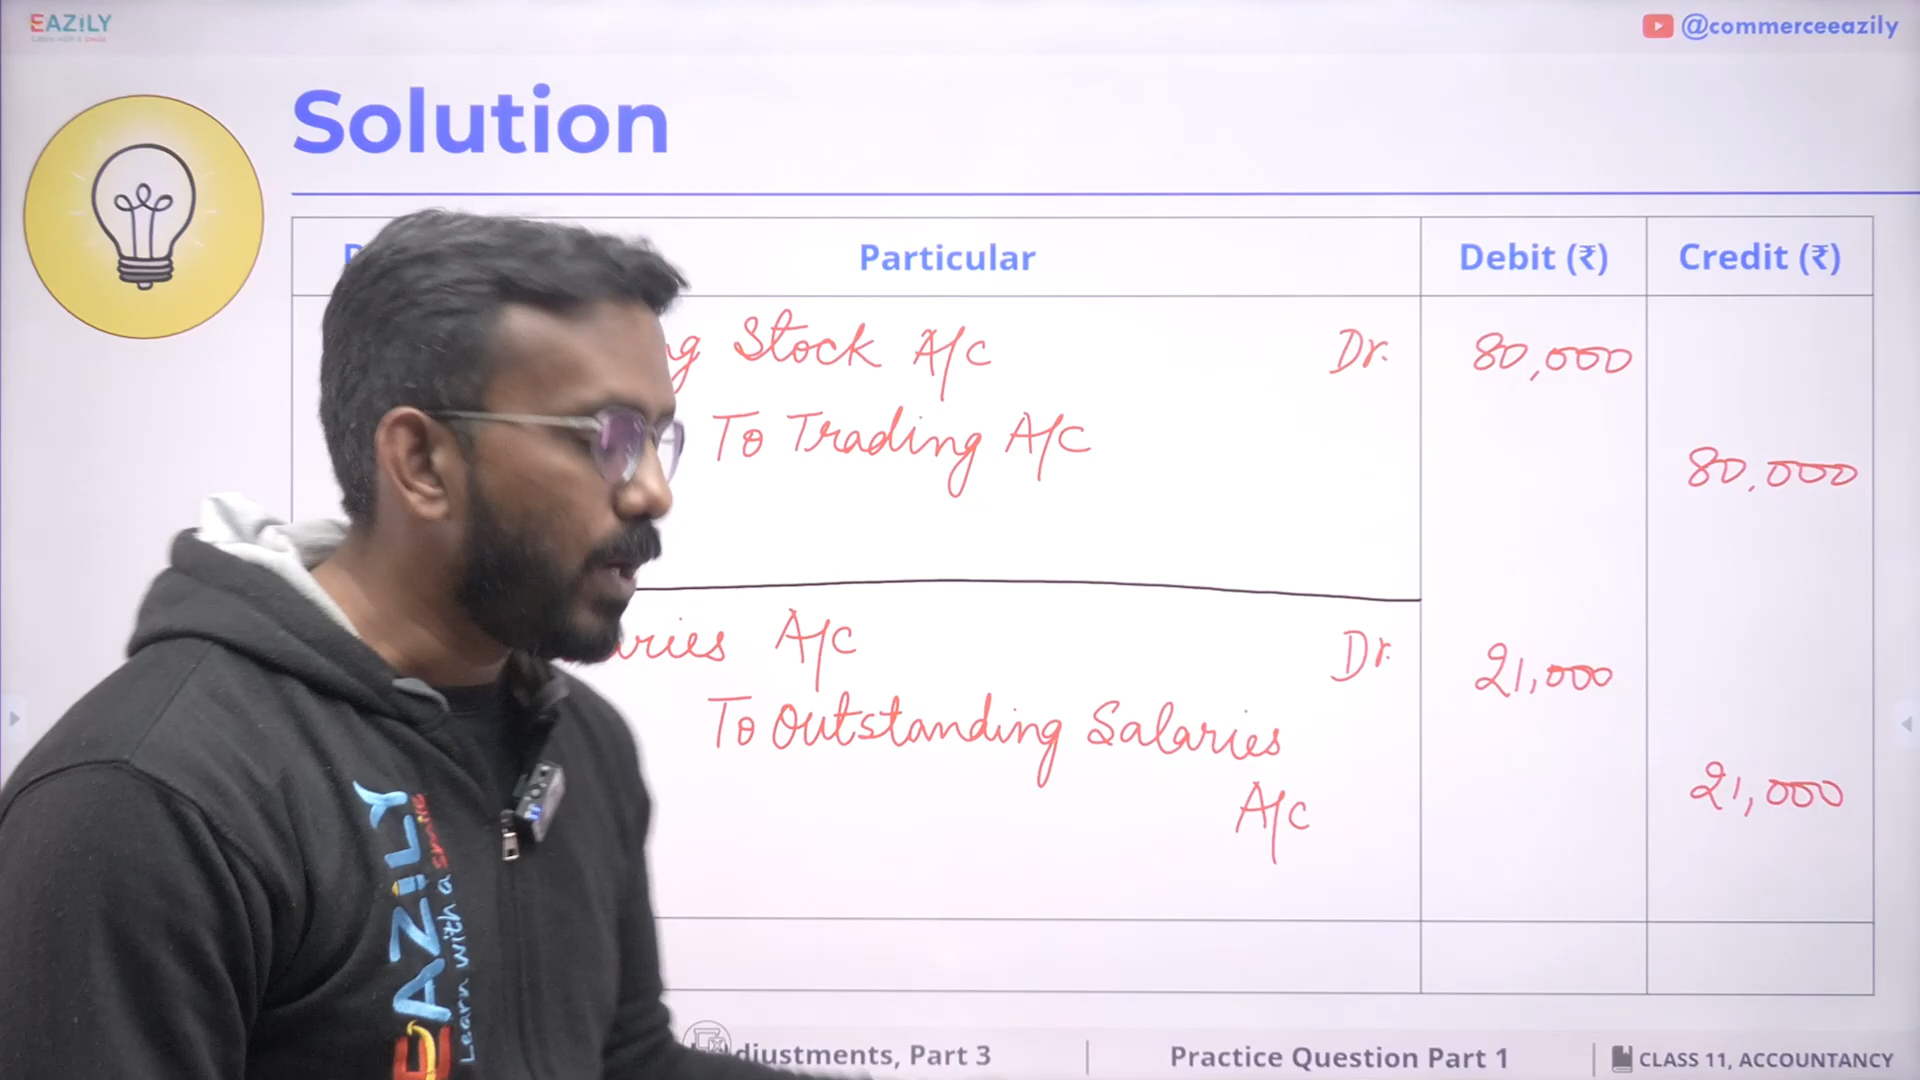 EAZiLY
@commerceeazily
Solution
Particular
Debit (₹)
Credit (₹)
Stock A/c Dr. 80,000
To Trading A/c
80,000
A/c Dr. 21,000
To Outstanding Salaries
A/c
21,000
EAZiLY
Learn with a smile
Part 3
Practice Question Part 1
CLASS 11, ACCOUNTANCY